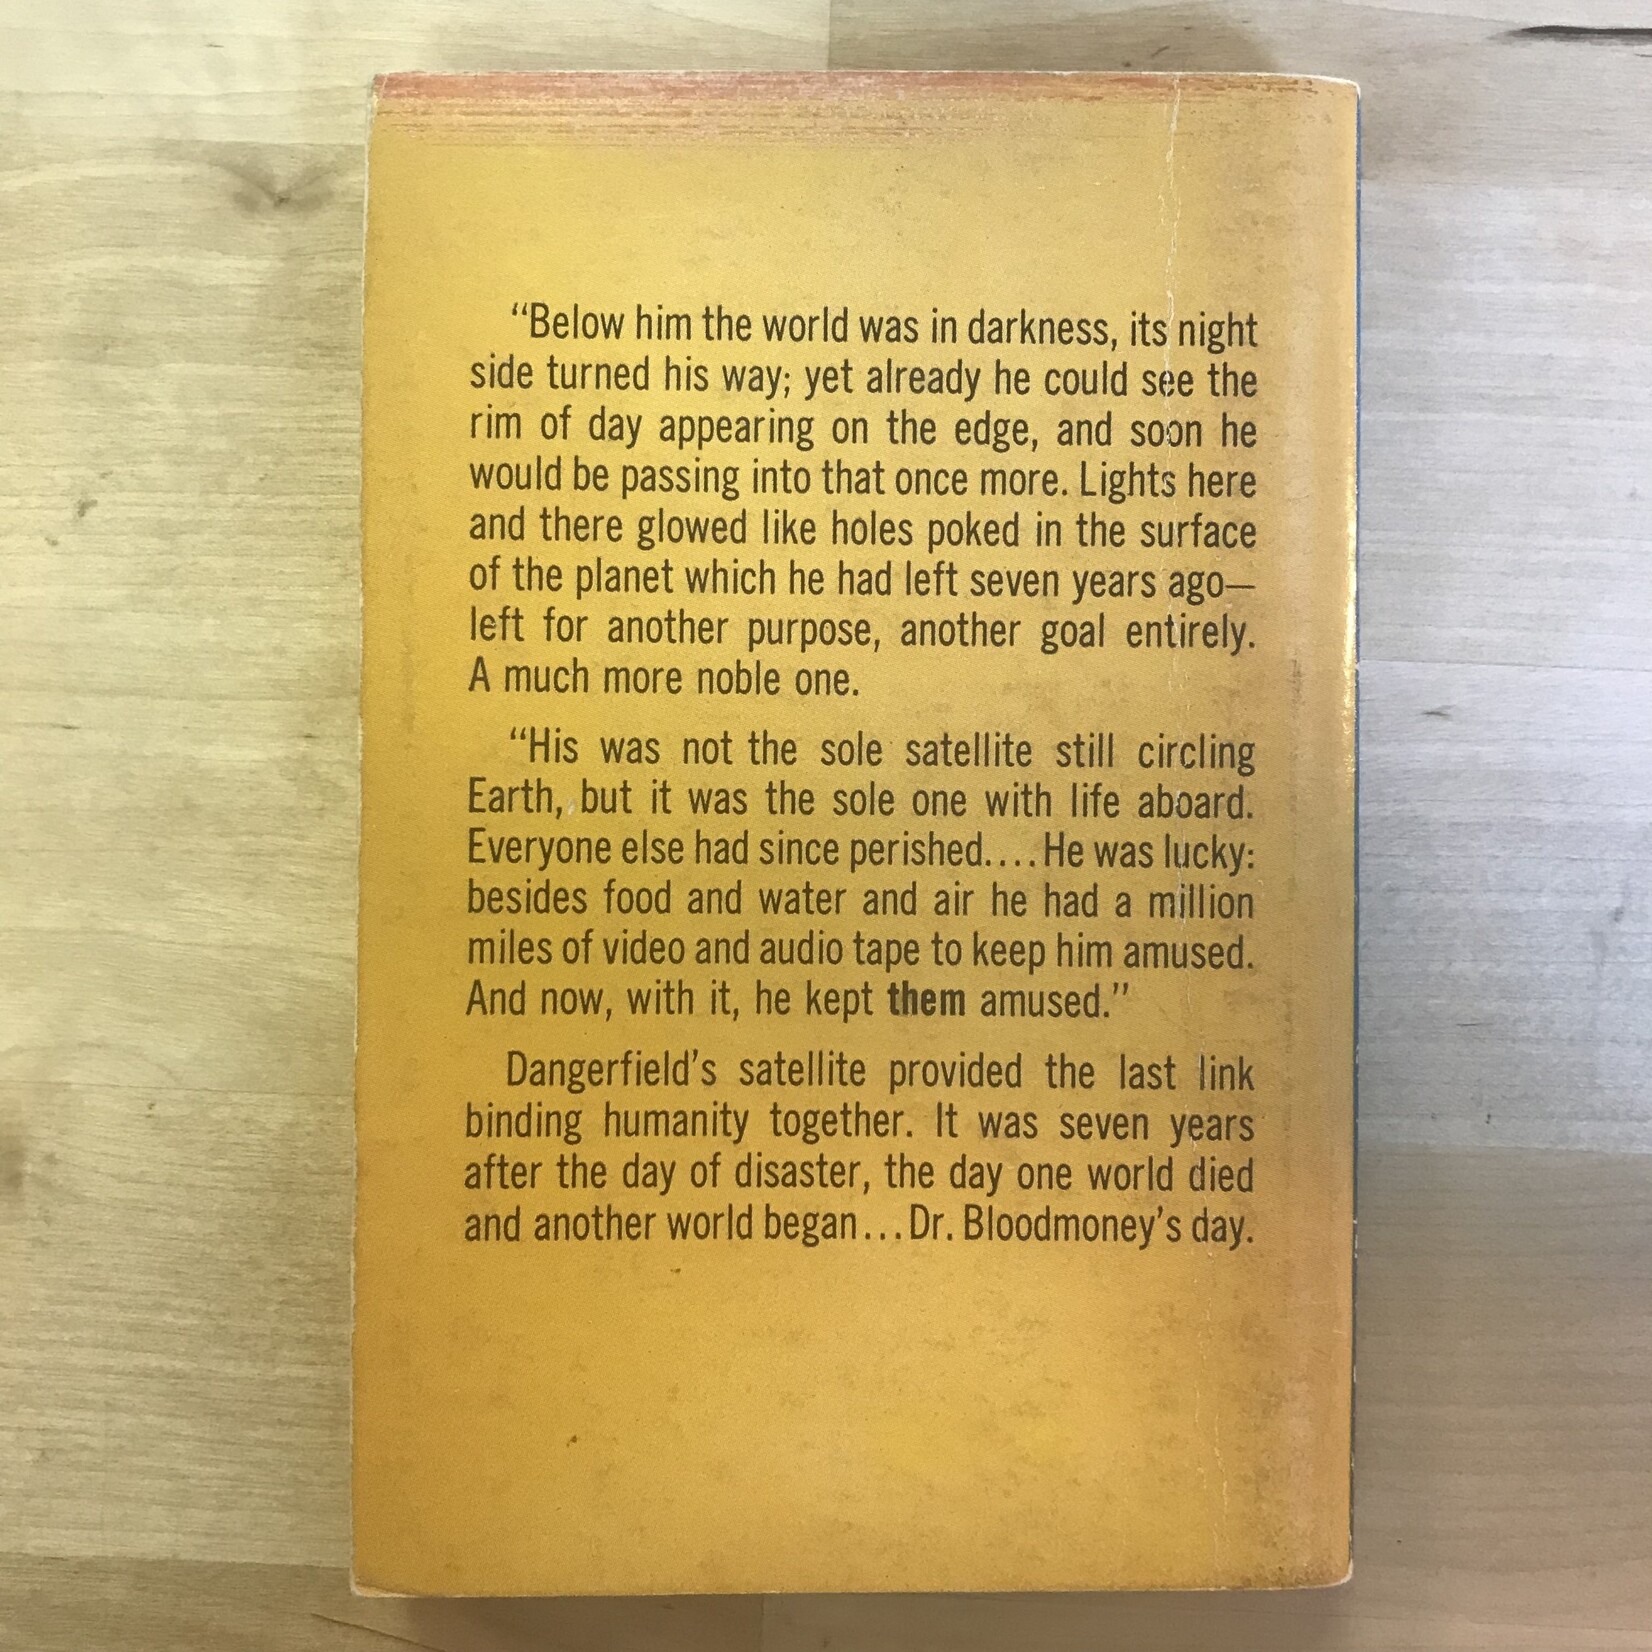 “Below him the world was in darkness, its night
side turned his way; yet already he could see the
rim of day appearing on the edge, and soon he
would be passing into that once more. Lights here
and there glowed like holes poked in the surface
of the planet which he had left seven years ago—
left for another purpose, another goal entirely.
A much more noble one.
“His was not the sole satellite still circling
Earth, but it was the sole one with life aboard.
Everyone else had since perished.... He was lucky:
besides food and water and air he had a million
miles of video and audio tape to keep him amused.
And now, with it, he kept them amused.”
Dangerfield’s satellite provided the last link
binding humanity together. It was seven years
after the day of disaster, the day one world died
and another world began...Dr. Bloodmoney’s day.